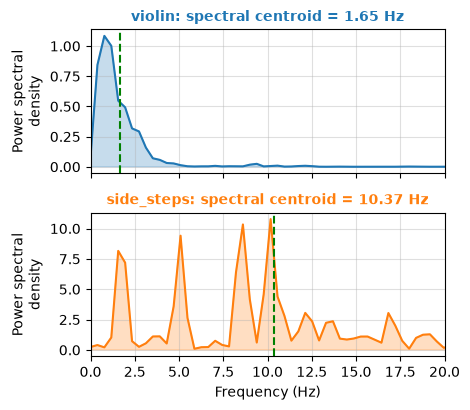 violin: spectral centroid = 1.65 Hz
Power spectral
density
1.00
0.75
0.50
0.25
0.00
side_steps: spectral centroid = 10.37 Hz
Power spectral
density
10.0
7.5
5.0
2.5
0.0
0.0 2.5 5.0 7.5 10.0 12.5 15.0 17.5 20.0
Frequency (Hz)